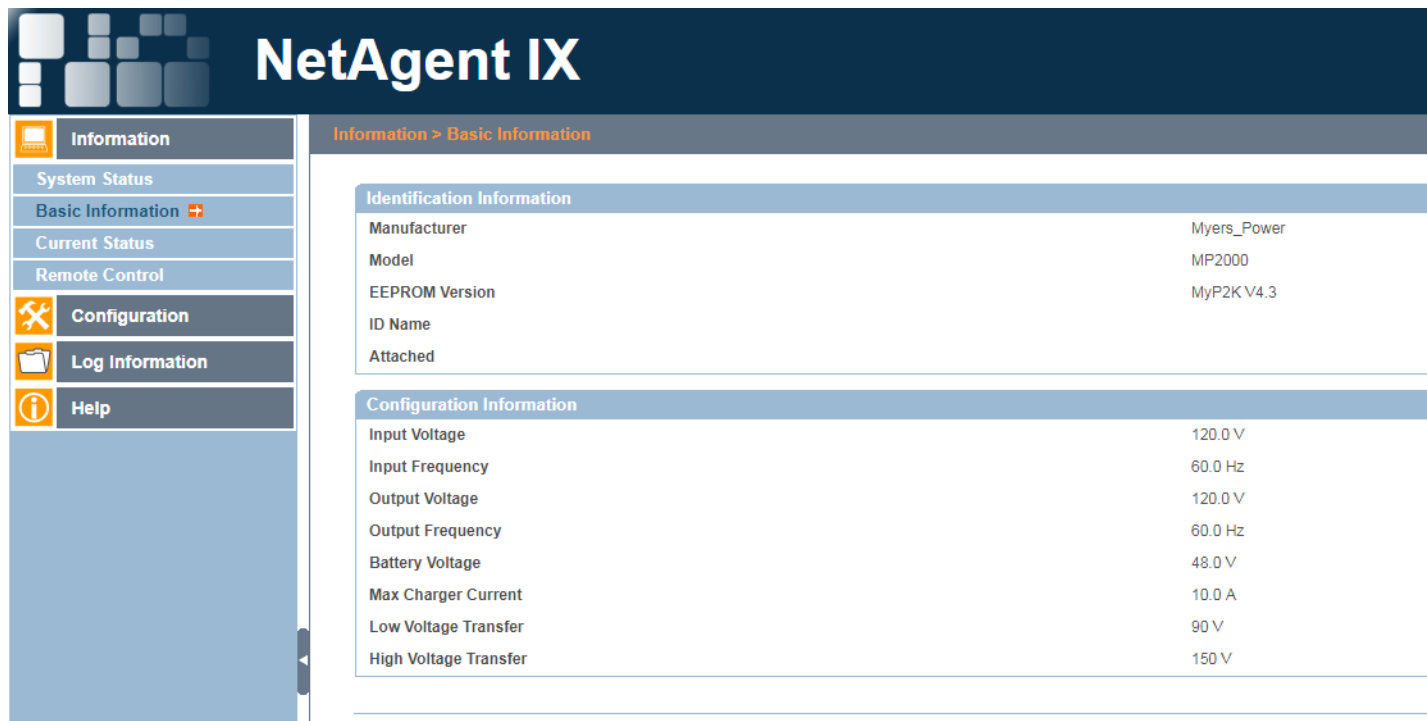 NetAgent IX
Information
System Status
Basic Information
Current Status
Remote Control
Configuration
Log Information
Help
Information > Basic Information
Identification Information
Manufacturer Myers_Power
Model MP2000
EEPROM Version MyP2K V4.3
ID Name
Attached
Configuration Information
Input Voltage 120.0 V
Input Frequency 60.0 Hz
Output Voltage 120.0 V
Output Frequency 60.0 Hz
Battery Voltage 48.0 V
Max Charger Current 10.0 A
Low Voltage Transfer 90 V
High Voltage Transfer 150 V